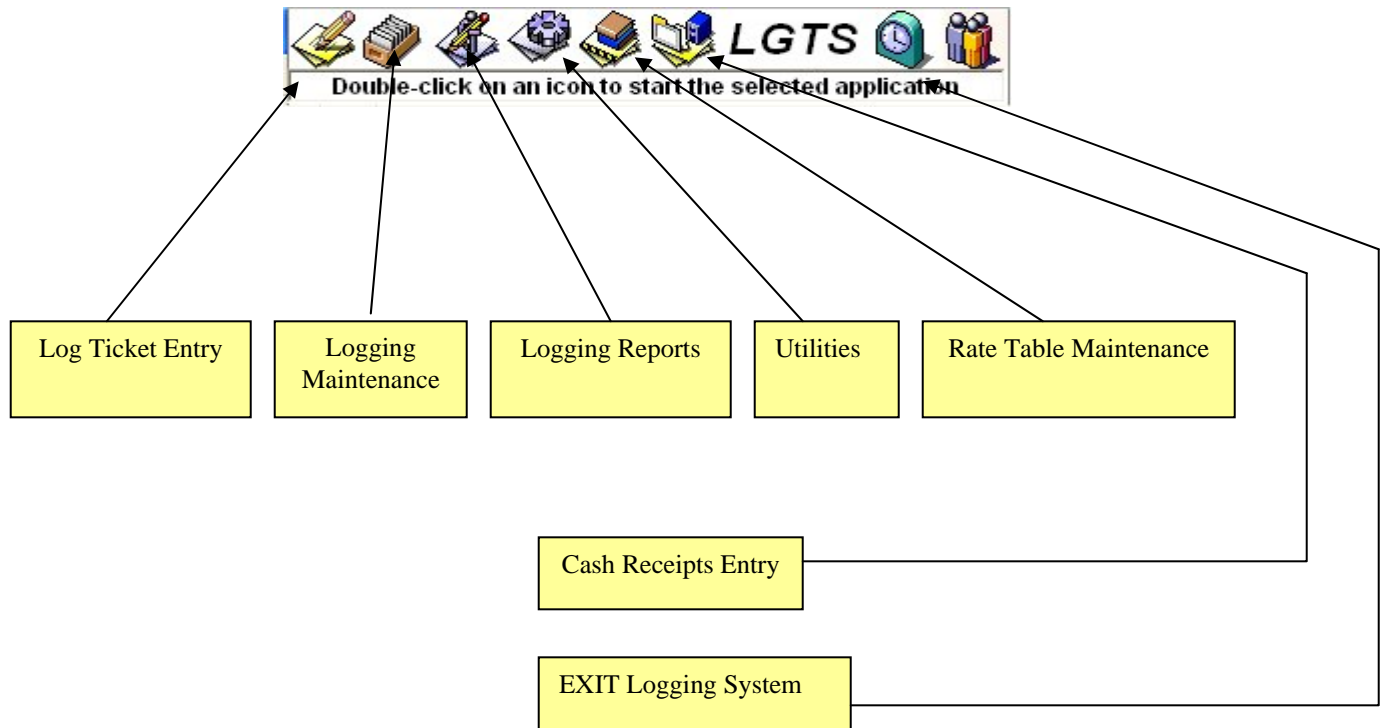 LGTS
Double-click on an icon to start the selected application
Log Ticket Entry
Logging
Maintenance
Logging Reports
Utilities
Rate Table Maintenance
Cash Receipts Entry
EXIT Logging System